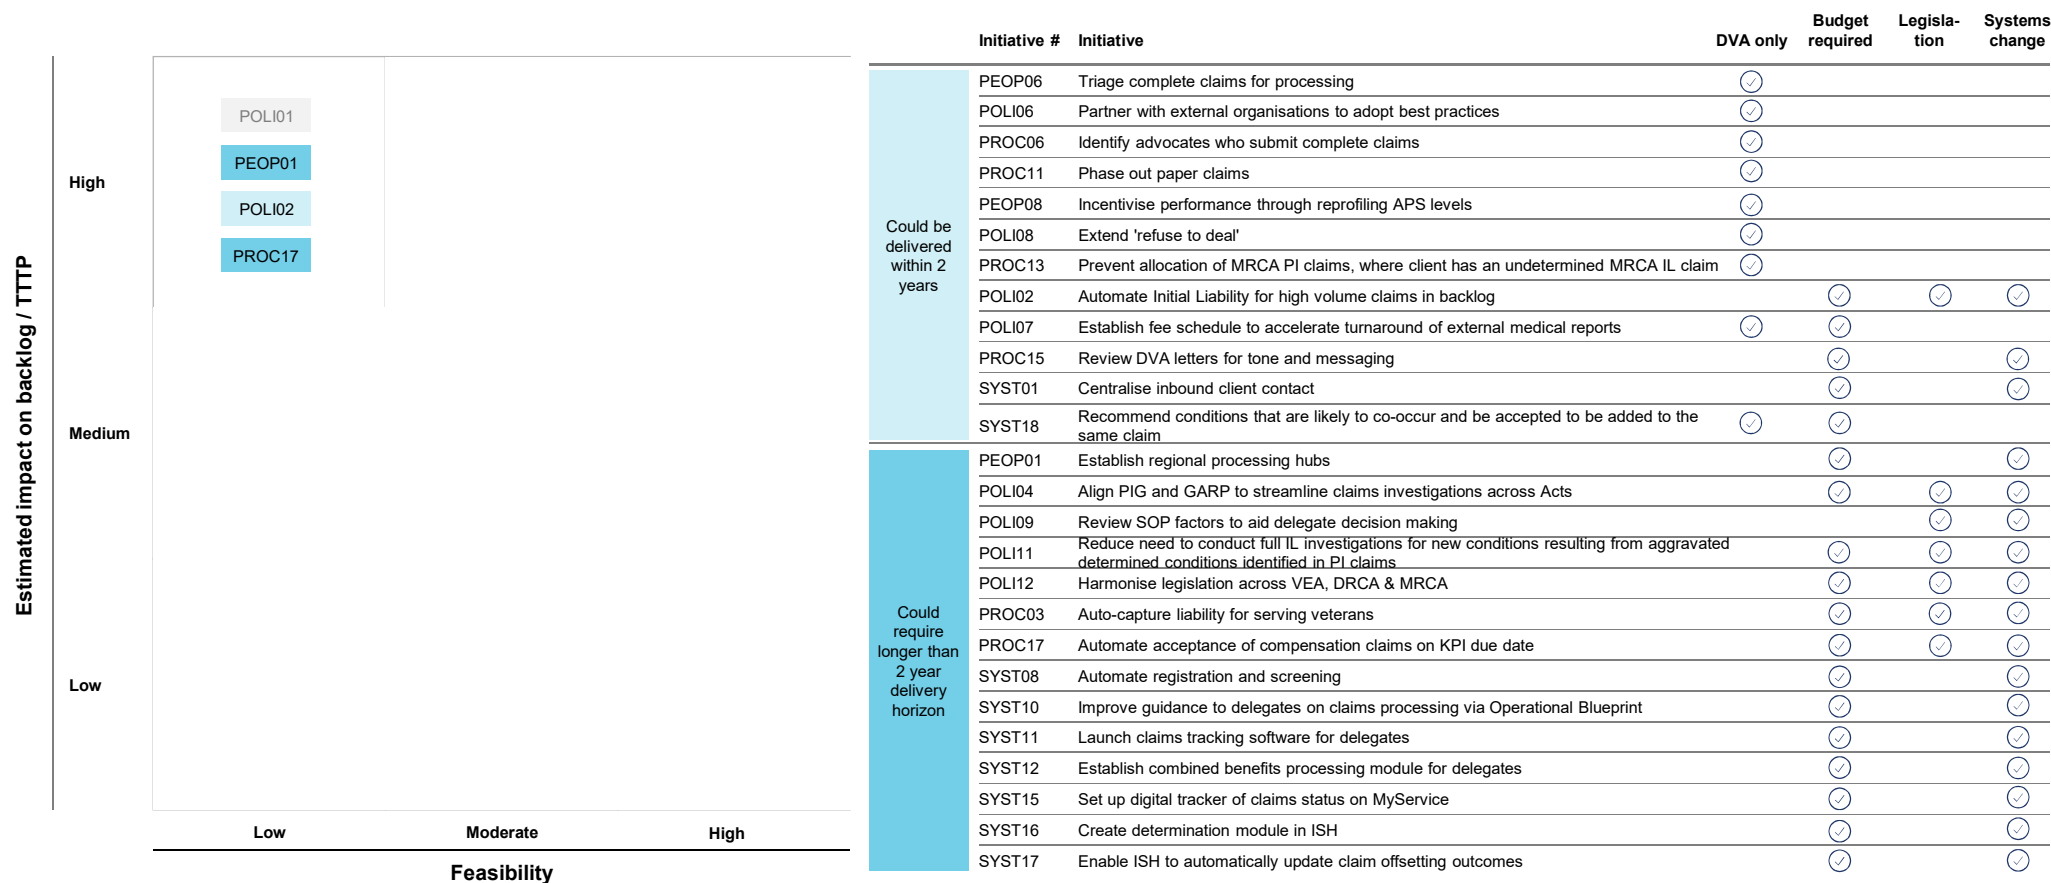 Estimated impact on backlog / TTTP
High
Medium
Low
POLI01
PEOP01
POLI02
PROC17
Low Moderate High
Feasibility
Initiative # Initiative DVA only Budget required Legisla-tion Systems change
Could be
delivered
within 2
years
PEOP06 Triage complete claims for processing
POLI06 Partner with external organisations to adopt best practices
PROC06 Identify advocates who submit complete claims
PROC11 Phase out paper claims
PEOP08 Incentivise performance through reprofiling APS levels
POLI08 Extend 'refuse to deal'
PROC13 Prevent allocation of MRCA PI claims, where client has an undetermined MRCA IL claim
POLI02 Automate Initial Liability for high volume claims in backlog
POLI07 Establish fee schedule to accelerate turnaround of external medical reports
PROC15 Review DVA letters for tone and messaging
SYST01 Centralise inbound client contact
SYST18 Recommend conditions that are likely to co-occur and be accepted to be added to the
same claim
Could
require
longer than
2 year
delivery
horizon
PEOP01 Establish regional processing hubs
POLI04 Align PIG and GARP to streamline claims investigations across Acts
POLI09 Review SOP factors to aid delegate decision making
POLI11 Reduce need to conduct full IL investigations for new conditions resulting from aggravated
determined conditions identified in PI claims
POLI12 Harmonise legislation across VEA, DRCA & MRCA
PROC03 Auto-capture liability for serving veterans
PROC17 Automate acceptance of compensation claims on KPI due date
SYST08 Automate registration and screening
SYST10 Improve guidance to delegates on claims processing via Operational Blueprint
SYST11 Launch claims tracking software for delegates
SYST12 Establish combined benefits processing module for delegates
SYST15 Set up digital tracker of claims status on MyService
SYST16 Create determination module in ISH
SYST17 Enable ISH to automatically update claim offsetting outcomes